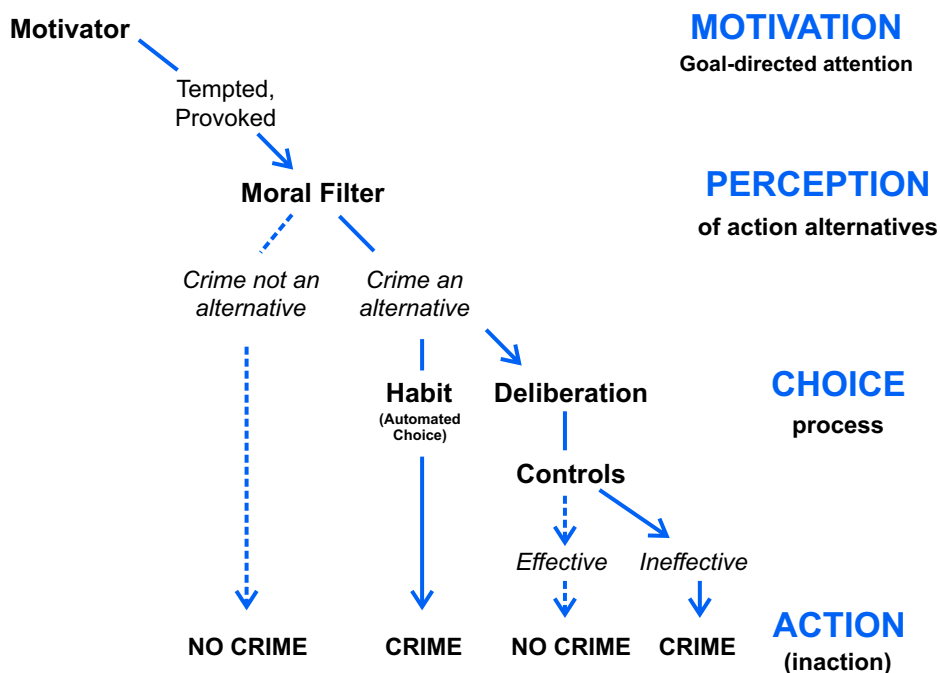 Motivator
MOTIVATION
Goal-directed attention
Tempted,
Provoked
Moral Filter
PERCEPTION
of action alternatives
Crime not an
alternative
Crime an
alternative
Habit
(Automated
Choice)
Deliberation
CHOICE
process
Controls
Effective
Ineffective
NO CRIME
CRIME
NO CRIME
CRIME
ACTION
(inaction)